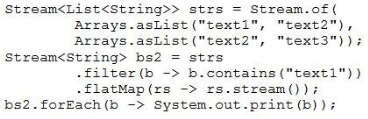 Stream<List<String>> strs = Stream.of(
        Arrays.asList("text1", "text2"),
        Arrays.asList("text2", "text3"));
Stream<String> bs2 = strs
        .filter(b -> b.contains("text1"))
        .flatMap(rs -> rs.stream());
bs2.forEach(b -> System.out.print(b));